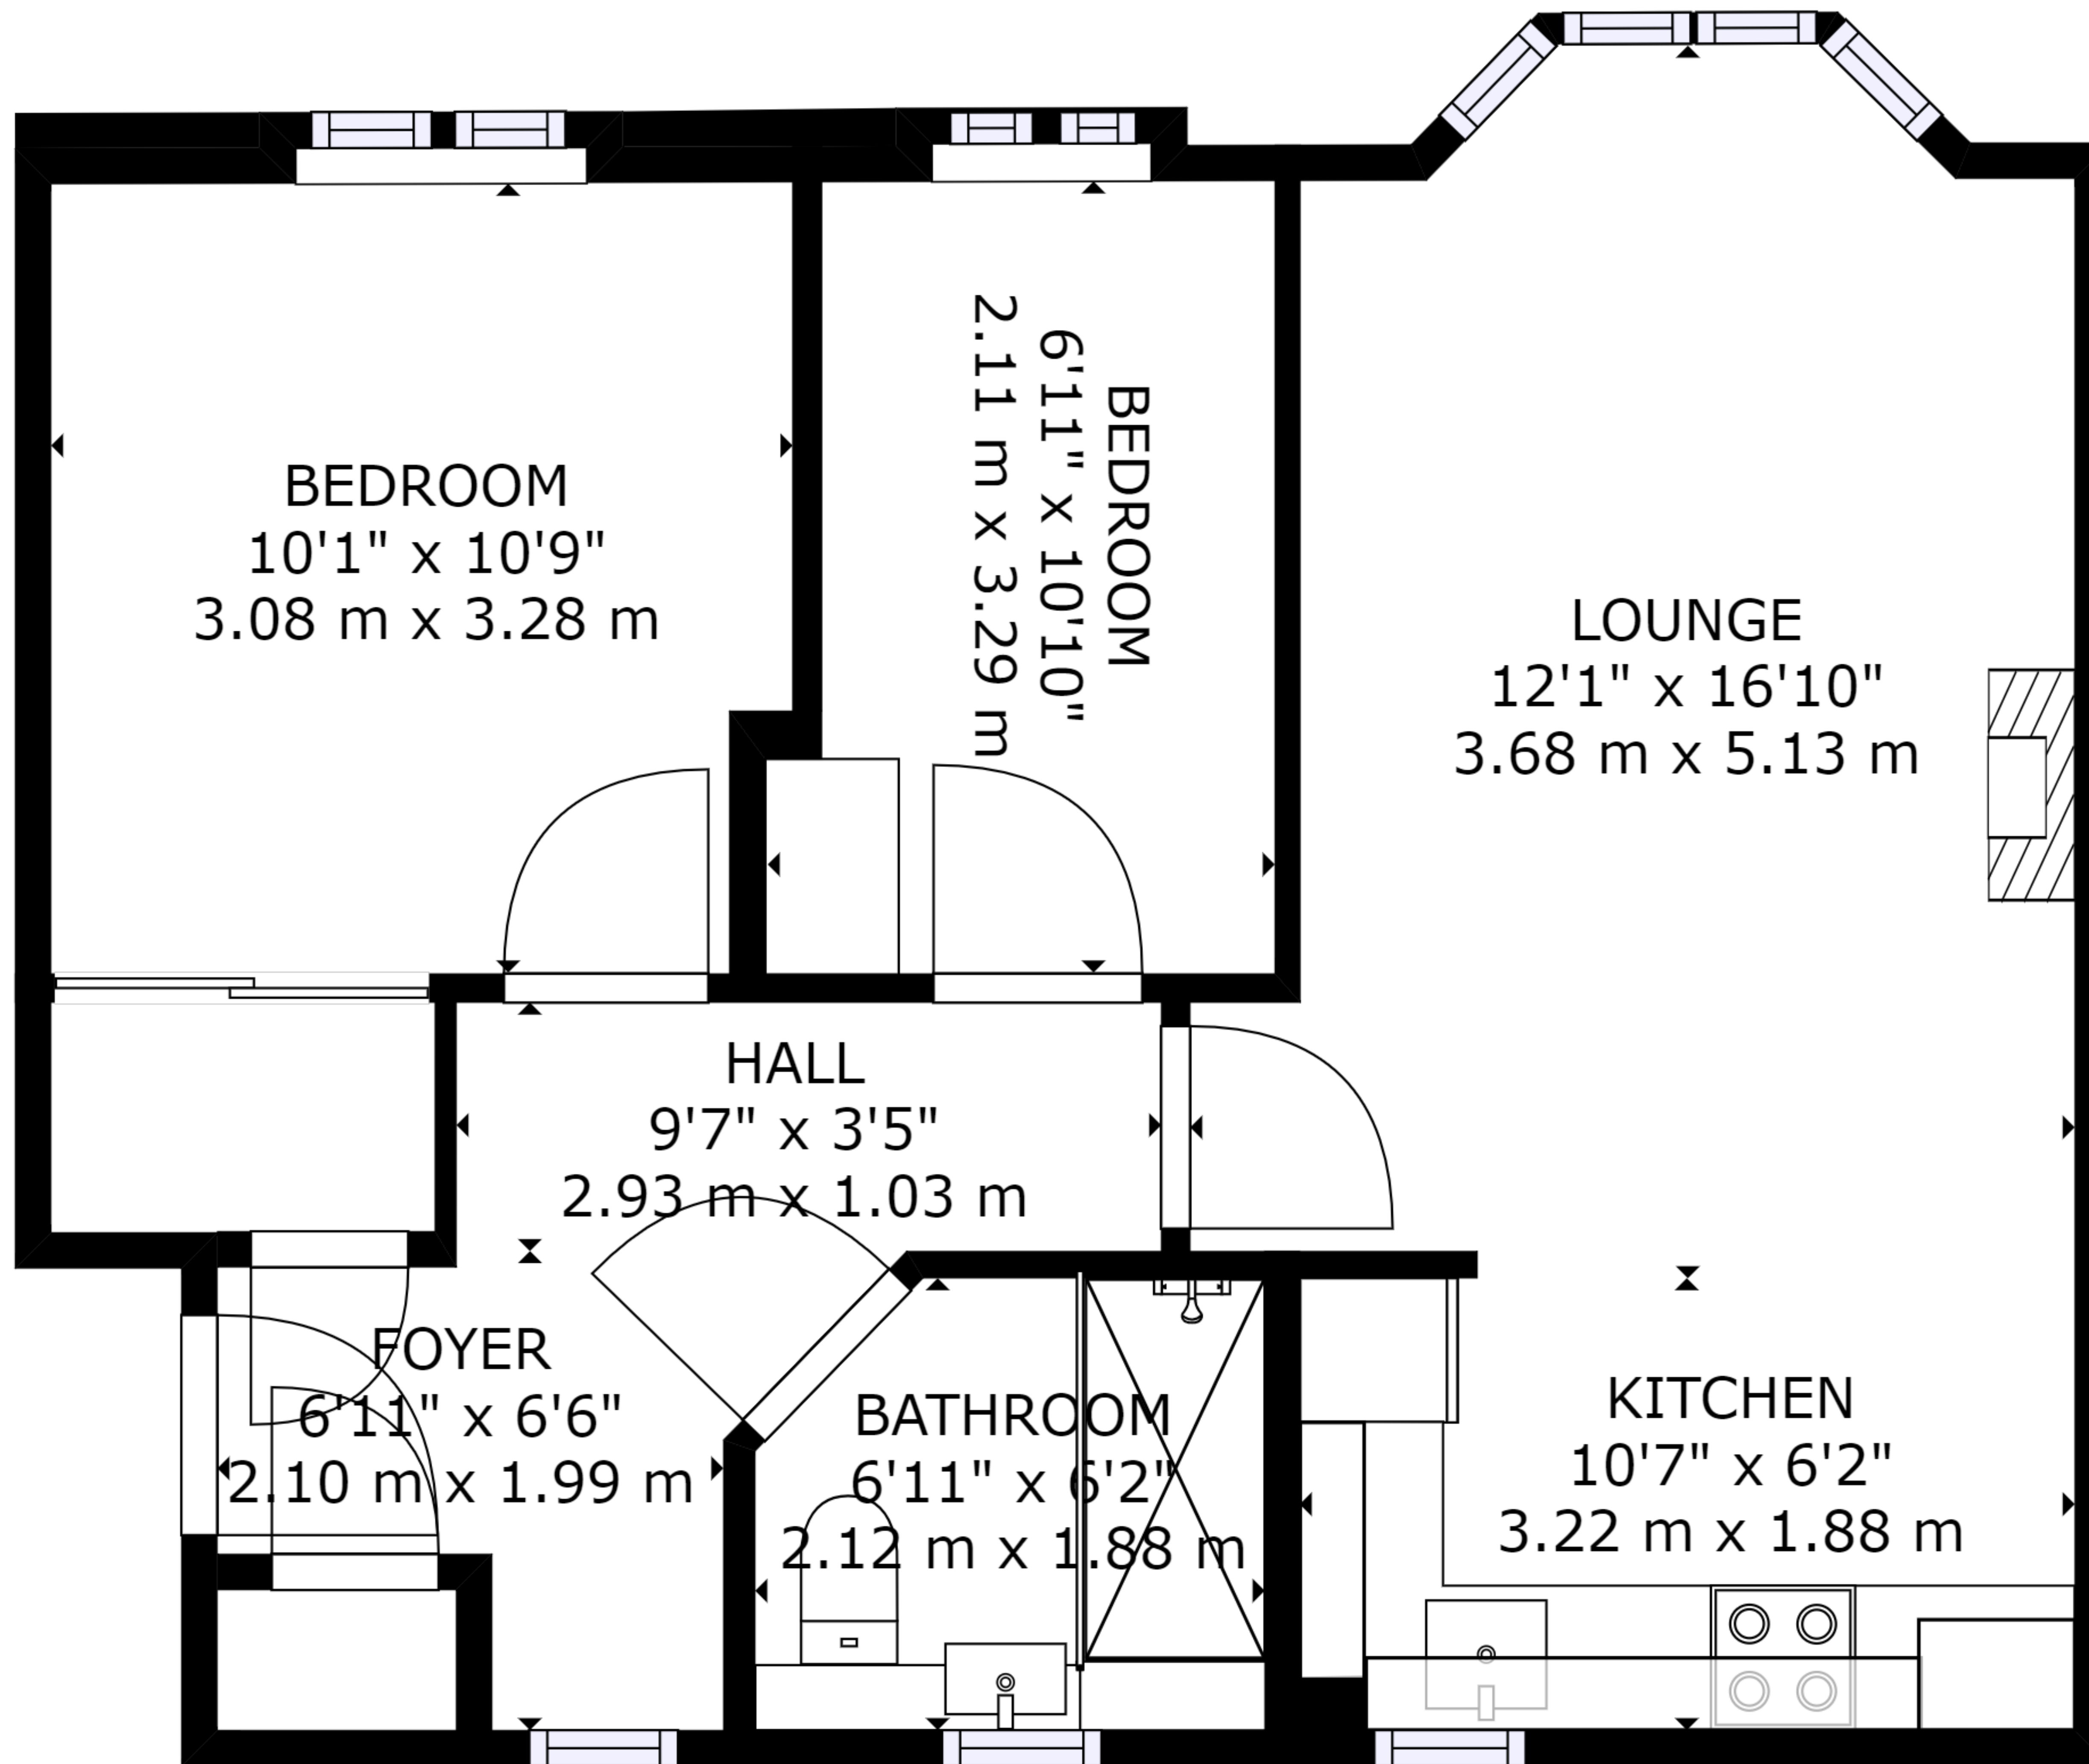 BEDROOM
10'1" x 10'9"
3.08 m x 3.28 m
BEDROOM
6'11" x 10'10"
2.11 m x 3.29 m
LOUNGE
12'1" x 16'10"
3.68 m x 5.13 m
HALL
9'7" x 3'5"
2.93 m x 1.03 m
FOYER
6'11" x 6'6"
2.10 m x 1.99 m
BATHROOM
6'11" x 6'2"
2.12 m x 1.88 m
KITCHEN
10'7" x 6'2"
3.22 m x 1.88 m